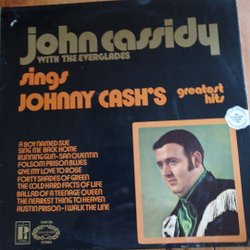 john cassidy
WITH THE EVERGLADES
sings
JOHNNY CASH'S greatest hits
A BOY NAMED SUE
SING ME BACK HOME
RUNNING GUN · SAN QUENTIN
FOLSOM PRISON BLUES
GIVE MY LOVE TO ROSE
FORTY SHADES OF GREEN
THE COLD HARD FACTS OF LIFE
BALLAD OF A TEENAGE QUEEN
THE NEAREST THING TO HEAVEN
AUSTIN PRISON · I WALK THE LINE